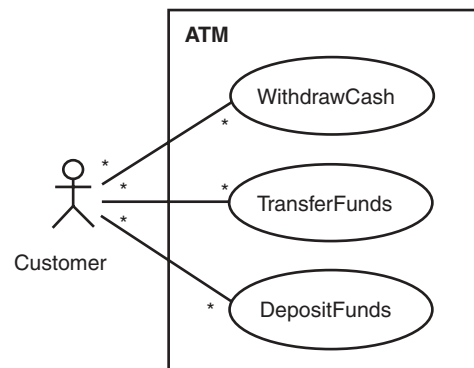 ATM
WithdrawCash
*
*
*
*
TransferFunds
*
Customer
*
DepositFunds